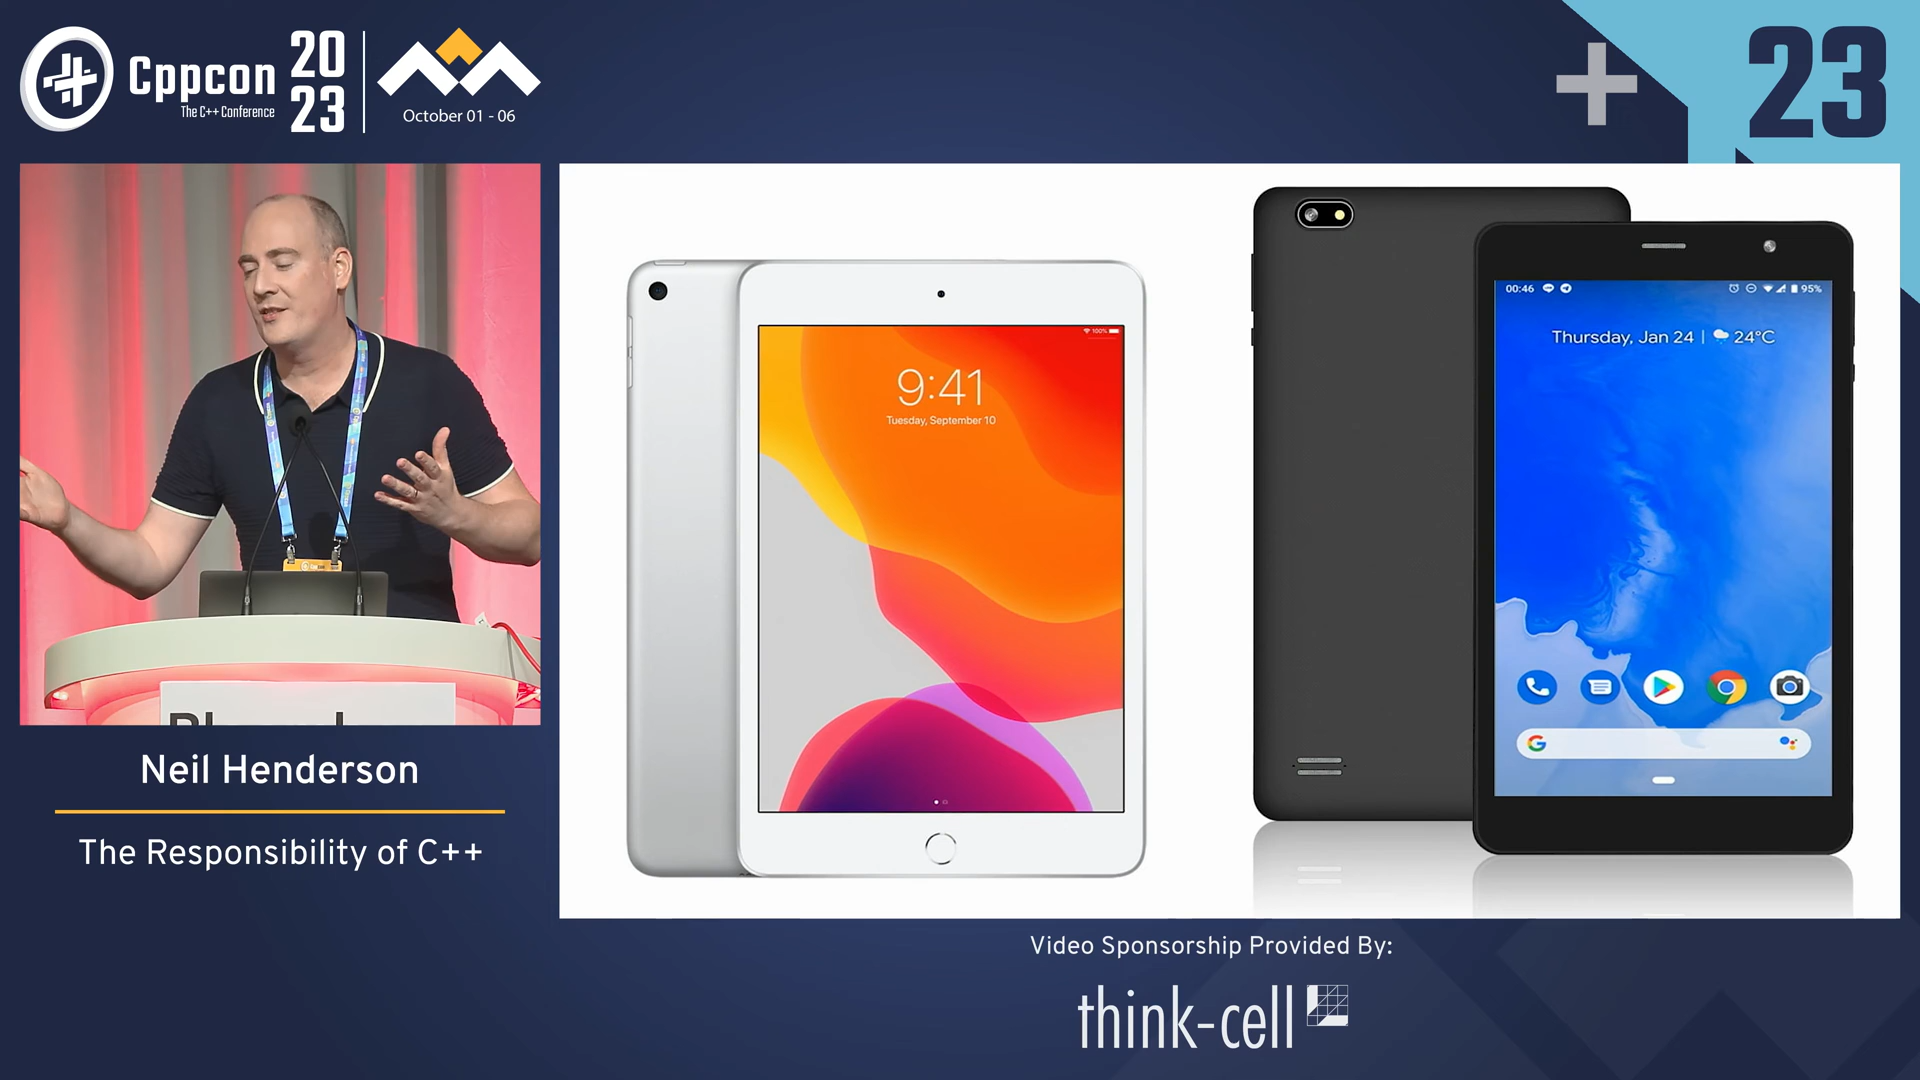 Cppcon
The C++ Conference
20
23
October 01 - 06
23
9:41
Tuesday, September 10
100%
00:46
95%
Thursday, Jan 24 | 24°C
Neil Henderson
The Responsibility of C++
Video Sponsorship Provided By:
think-cell